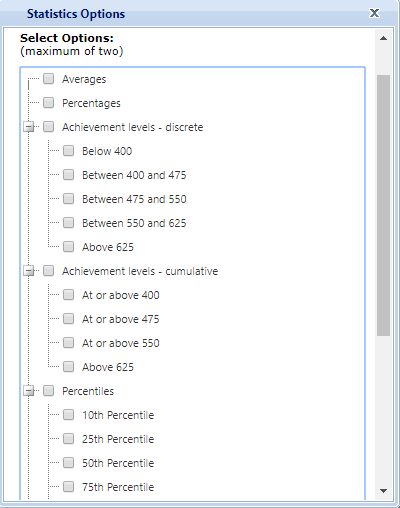 Statistics Options
Select Options:
(maximum of two)
Averages
Percentages
Achievement levels - discrete
Below 400
Between 400 and 475
Between 475 and 550
Between 550 and 625
Above 625
Achievement levels - cumulative
At or above 400
At or above 475
At or above 550
Above 625
Percentiles
10th Percentile
25th Percentile
50th Percentile
75th Percentile